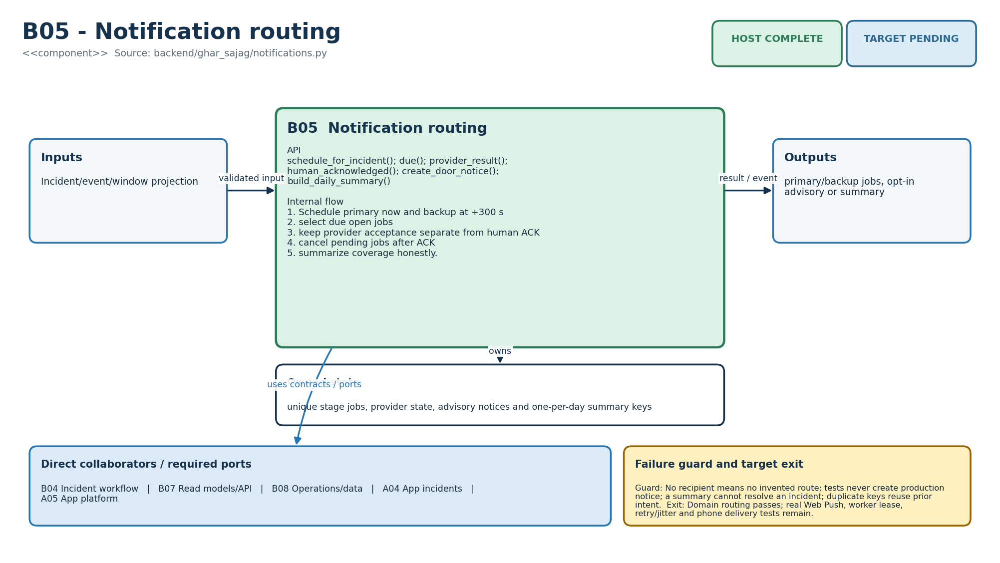 B05 - Notification routing
<<component>>  Source: backend/ghar_sajag/notifications.py
HOST COMPLETE
TARGET PENDING
Inputs
Incident/event/window projection
validated input
B05  Notification routing
API
schedule_for_incident(); due(); provider_result();
human_acknowledged(); create_door_notice();
build_daily_summary()
Internal flow
1. Schedule primary now and backup at +300 s
2. select due open jobs
3. keep provider acceptance separate from human ACK
4. cancel pending jobs after ACK
5. summarize coverage honestly.
result / event
Outputs
primary/backup jobs, opt-in
advisory or summary
owns
uses contracts / ports
unique stage jobs, provider state, advisory notices and one-per-day summary keys
Direct collaborators / required ports
B04 Incident workflow   |   B07 Read models/API   |   B08 Operations/data   |   A04 App incidents   |
A05 App platform
Failure guard and target exit
Guard: No recipient means no invented route; tests never create production
notice; a summary cannot resolve an incident; duplicate keys reuse prior
intent.  Exit: Domain routing passes; real Web Push, worker lease,
retry/jitter and phone delivery tests remain.